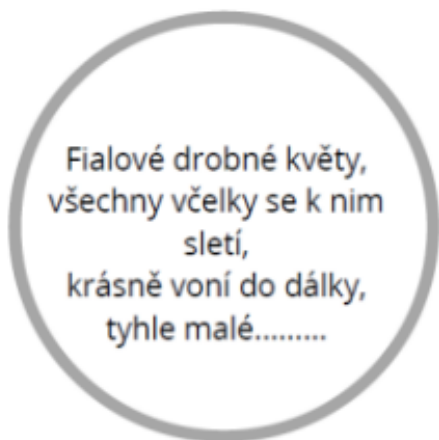 Fialové drobné květy,
všechny včelky se k nim
sletí,
krásně voní do dálky,
tyhle malé.........